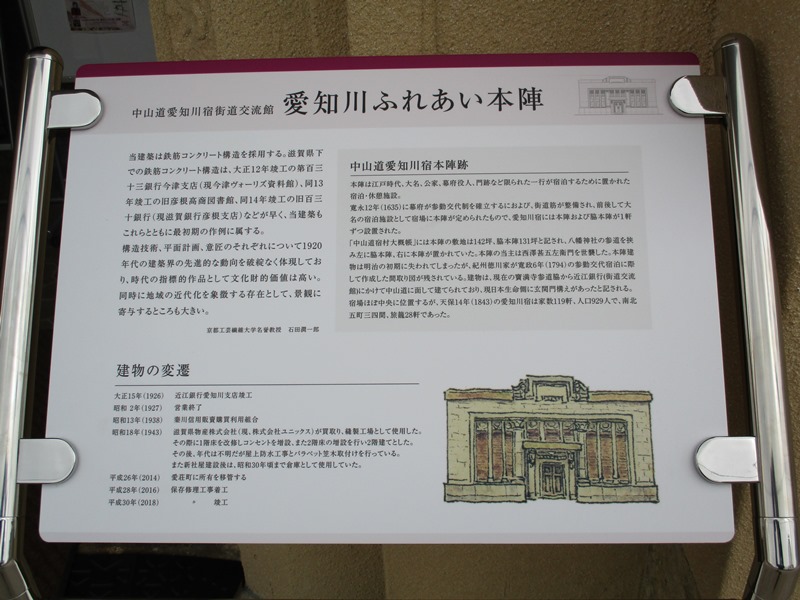 中山道愛知川宿街道交流館 愛知川ふれあい本陣
当建築は鉄筋コンクリート構造を採用する。滋賀県下
での鉄筋コンクリート構造は、大正12年竣工の第百三
十三銀行今津支店（現今津ヴォーリズ資料館）、同13
年竣工の旧彦根高商図書館、同14年竣工の旧百三
十銀行（現滋賀銀行彦根支店）などが早く、当建築も
これらとともに最初期の作例に属する。
構造技術、平面計画、意匠のそれぞれについて1920
年代の建築界の先進的な動向を破綻なく体現してお
り、時代の指標的作品として文化財的価値は高い。
同時に地域の近代化を象徴する存在として、景観に
寄与するところも大きい。
京都工芸繊維大学名誉教授 石田潤一郎
中山道愛知川宿本陣跡
本陣は江戸時代、大名、公家、幕府役人、門跡など限られた一行が宿泊するために置かれた
宿泊・休憩施設。
寛永12年（1635）に幕府が参勤交代制を確立するにおよび、街道筋が整備され、前後して大
名の宿泊施設として宿場に本陣が定められたもので、愛知川宿には本陣および脇本陣が1軒
ずつ設置された。
「中山道宿村大概帳」には本陣の敷地は142坪、脇本陣131坪と記され、八幡神社の参道を挟
み左に脇本陣、右に本陣が置かれていた。本陣の当主は西澤甚五左衛門を世襲した。本陣建
物は明治の初期に失われてしまったが、紀州徳川家が寛政6年（1794）の参勤交代宿泊に際
して作成した間取り図が残されている。建物は、現在の寳満寺参道脇から近江銀行（街道交流
館）にかけて中山道に面して建てられており、現日本生命側に玄関門構えがあったと記される。
宿場ほぼ中央に位置するが、天保14年（1843）の愛知川宿は家数119軒、人口929人で、南北
五町三四間、旅籠28軒であった。
建物の変遷
大正15年（1926） 近江銀行愛知川支店竣工
昭和 2年（1927） 営業終了
昭和13年（1938） 秦川信用販賣購買利用組合
昭和18年（1943） 滋賀県物産株式会社（現、株式会社ユニックス）が買取り、縫製工場として使用した。
その際に1階床を改修しコンセントを増設、また2階床の増設を行い2階建てとした。
その後、年代は不明だが屋上防水工事とパラペット笠木取付けを行っている。
また新社屋建設後は、昭和30年頃まで倉庫として使用していた。
平成26年（2014） 愛荘町に所有を移管する
平成28年（2016） 保存修理工事着工
平成30年（2018） 〃 竣工